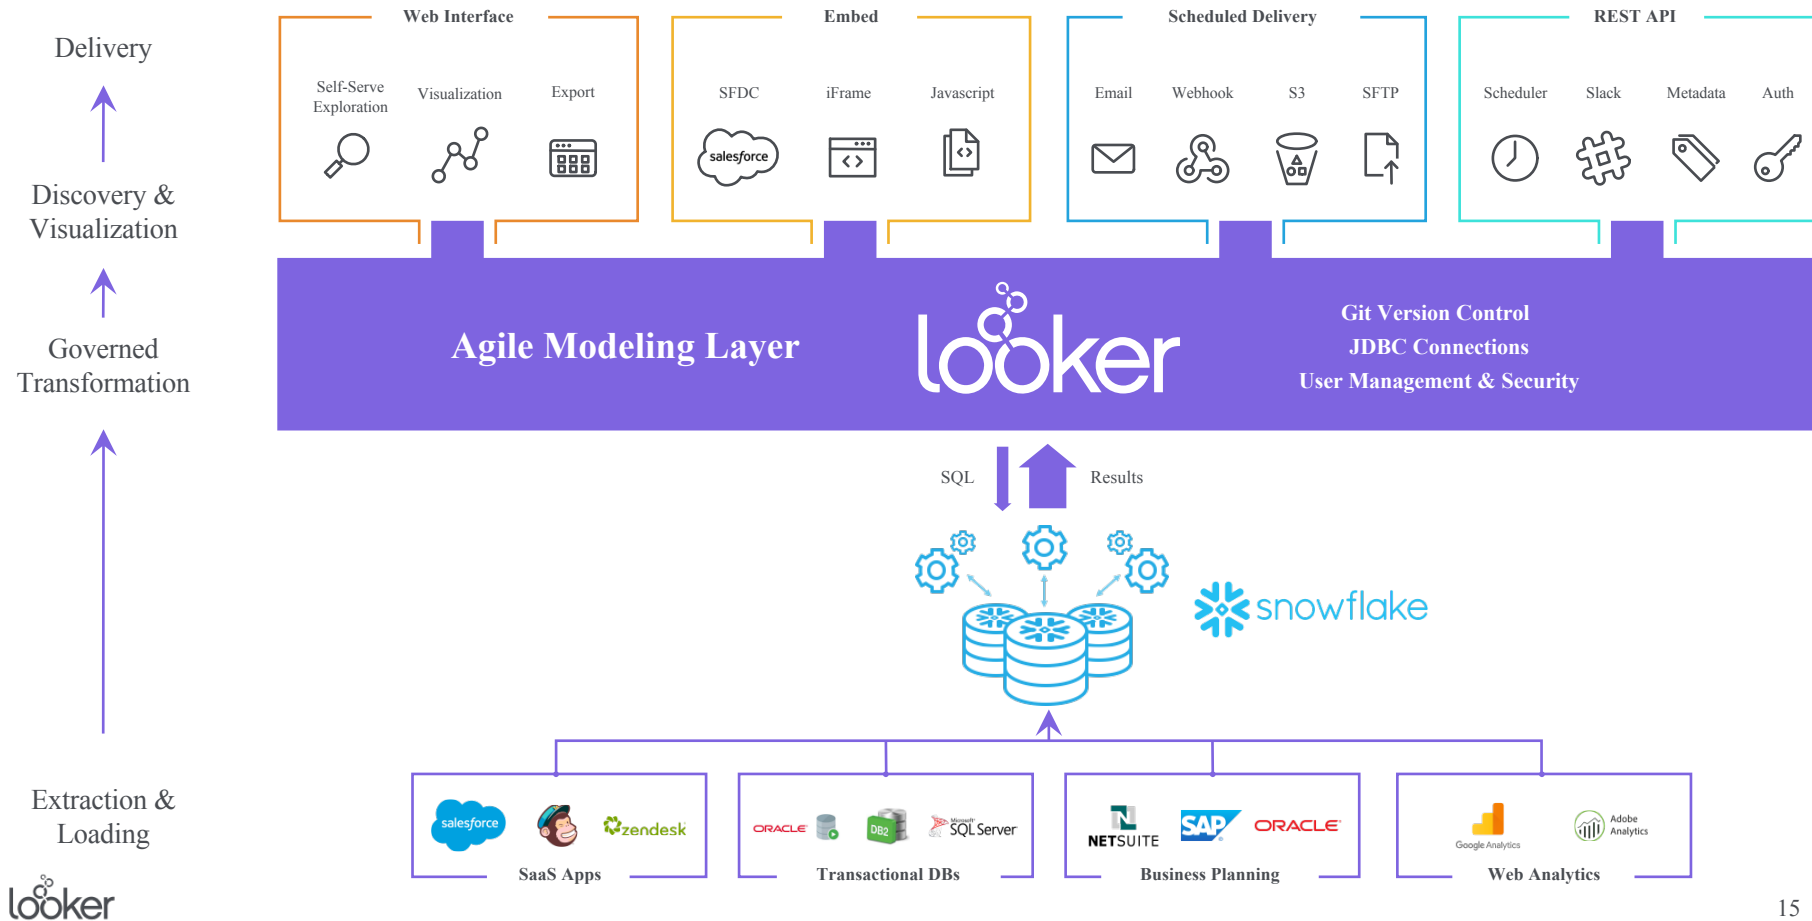 Delivery
Discovery &
Visualization
Governed
Transformation
Extraction &
Loading
Web Interface
Self-Serve
Exploration
Visualization
Export
Embed
SFDC
iFrame
Javascript
salesforce
Scheduled Delivery
Email
Webhook
S3
SFTP
REST API
Scheduler
Slack
Metadata
Auth
Agile Modeling Layer
looker
Git Version Control
JDBC Connections
User Management & Security
SQL
Results
snowflake
salesforce
zendesk
SaaS Apps
ORACLE
DB2
Microsoft
SQL Server
Transactional DBs
NETSUITE
SAP
ORACLE
Business Planning
Google Analytics
Adobe
Analytics
Web Analytics
looker
15